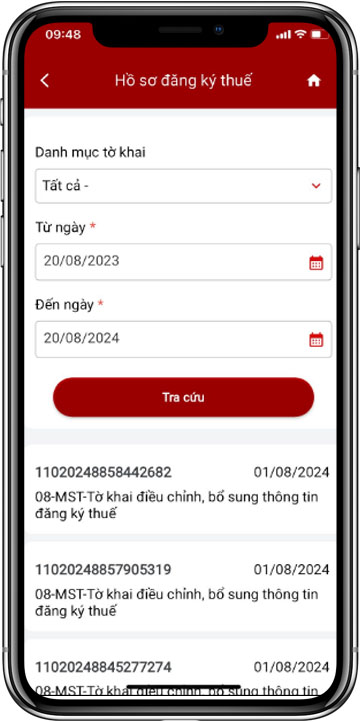 09:48
Hồ sơ đăng ký thuế
Danh mục tờ khai
Tất cả -
Từ ngày *
20/08/2023
Đến ngày *
20/08/2024
Tra cứu
11020248858442682 01/08/2024
08-MST-Tờ khai điều chỉnh, bổ sung thông tin
đăng ký thuế
11020248857905319 01/08/2024
08-MST-Tờ khai điều chỉnh, bổ sung thông tin
đăng ký thuế
11020248845277274 01/08/2024
08-MST-Tờ khai điều chỉnh, bổ sung thông tin